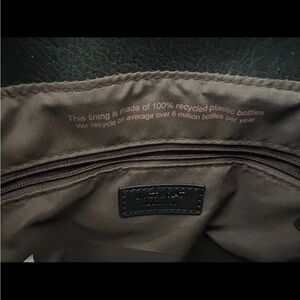 This lining is made of 100% recycled plastic bottles.
We recycle on average over 6 million bottles per year.